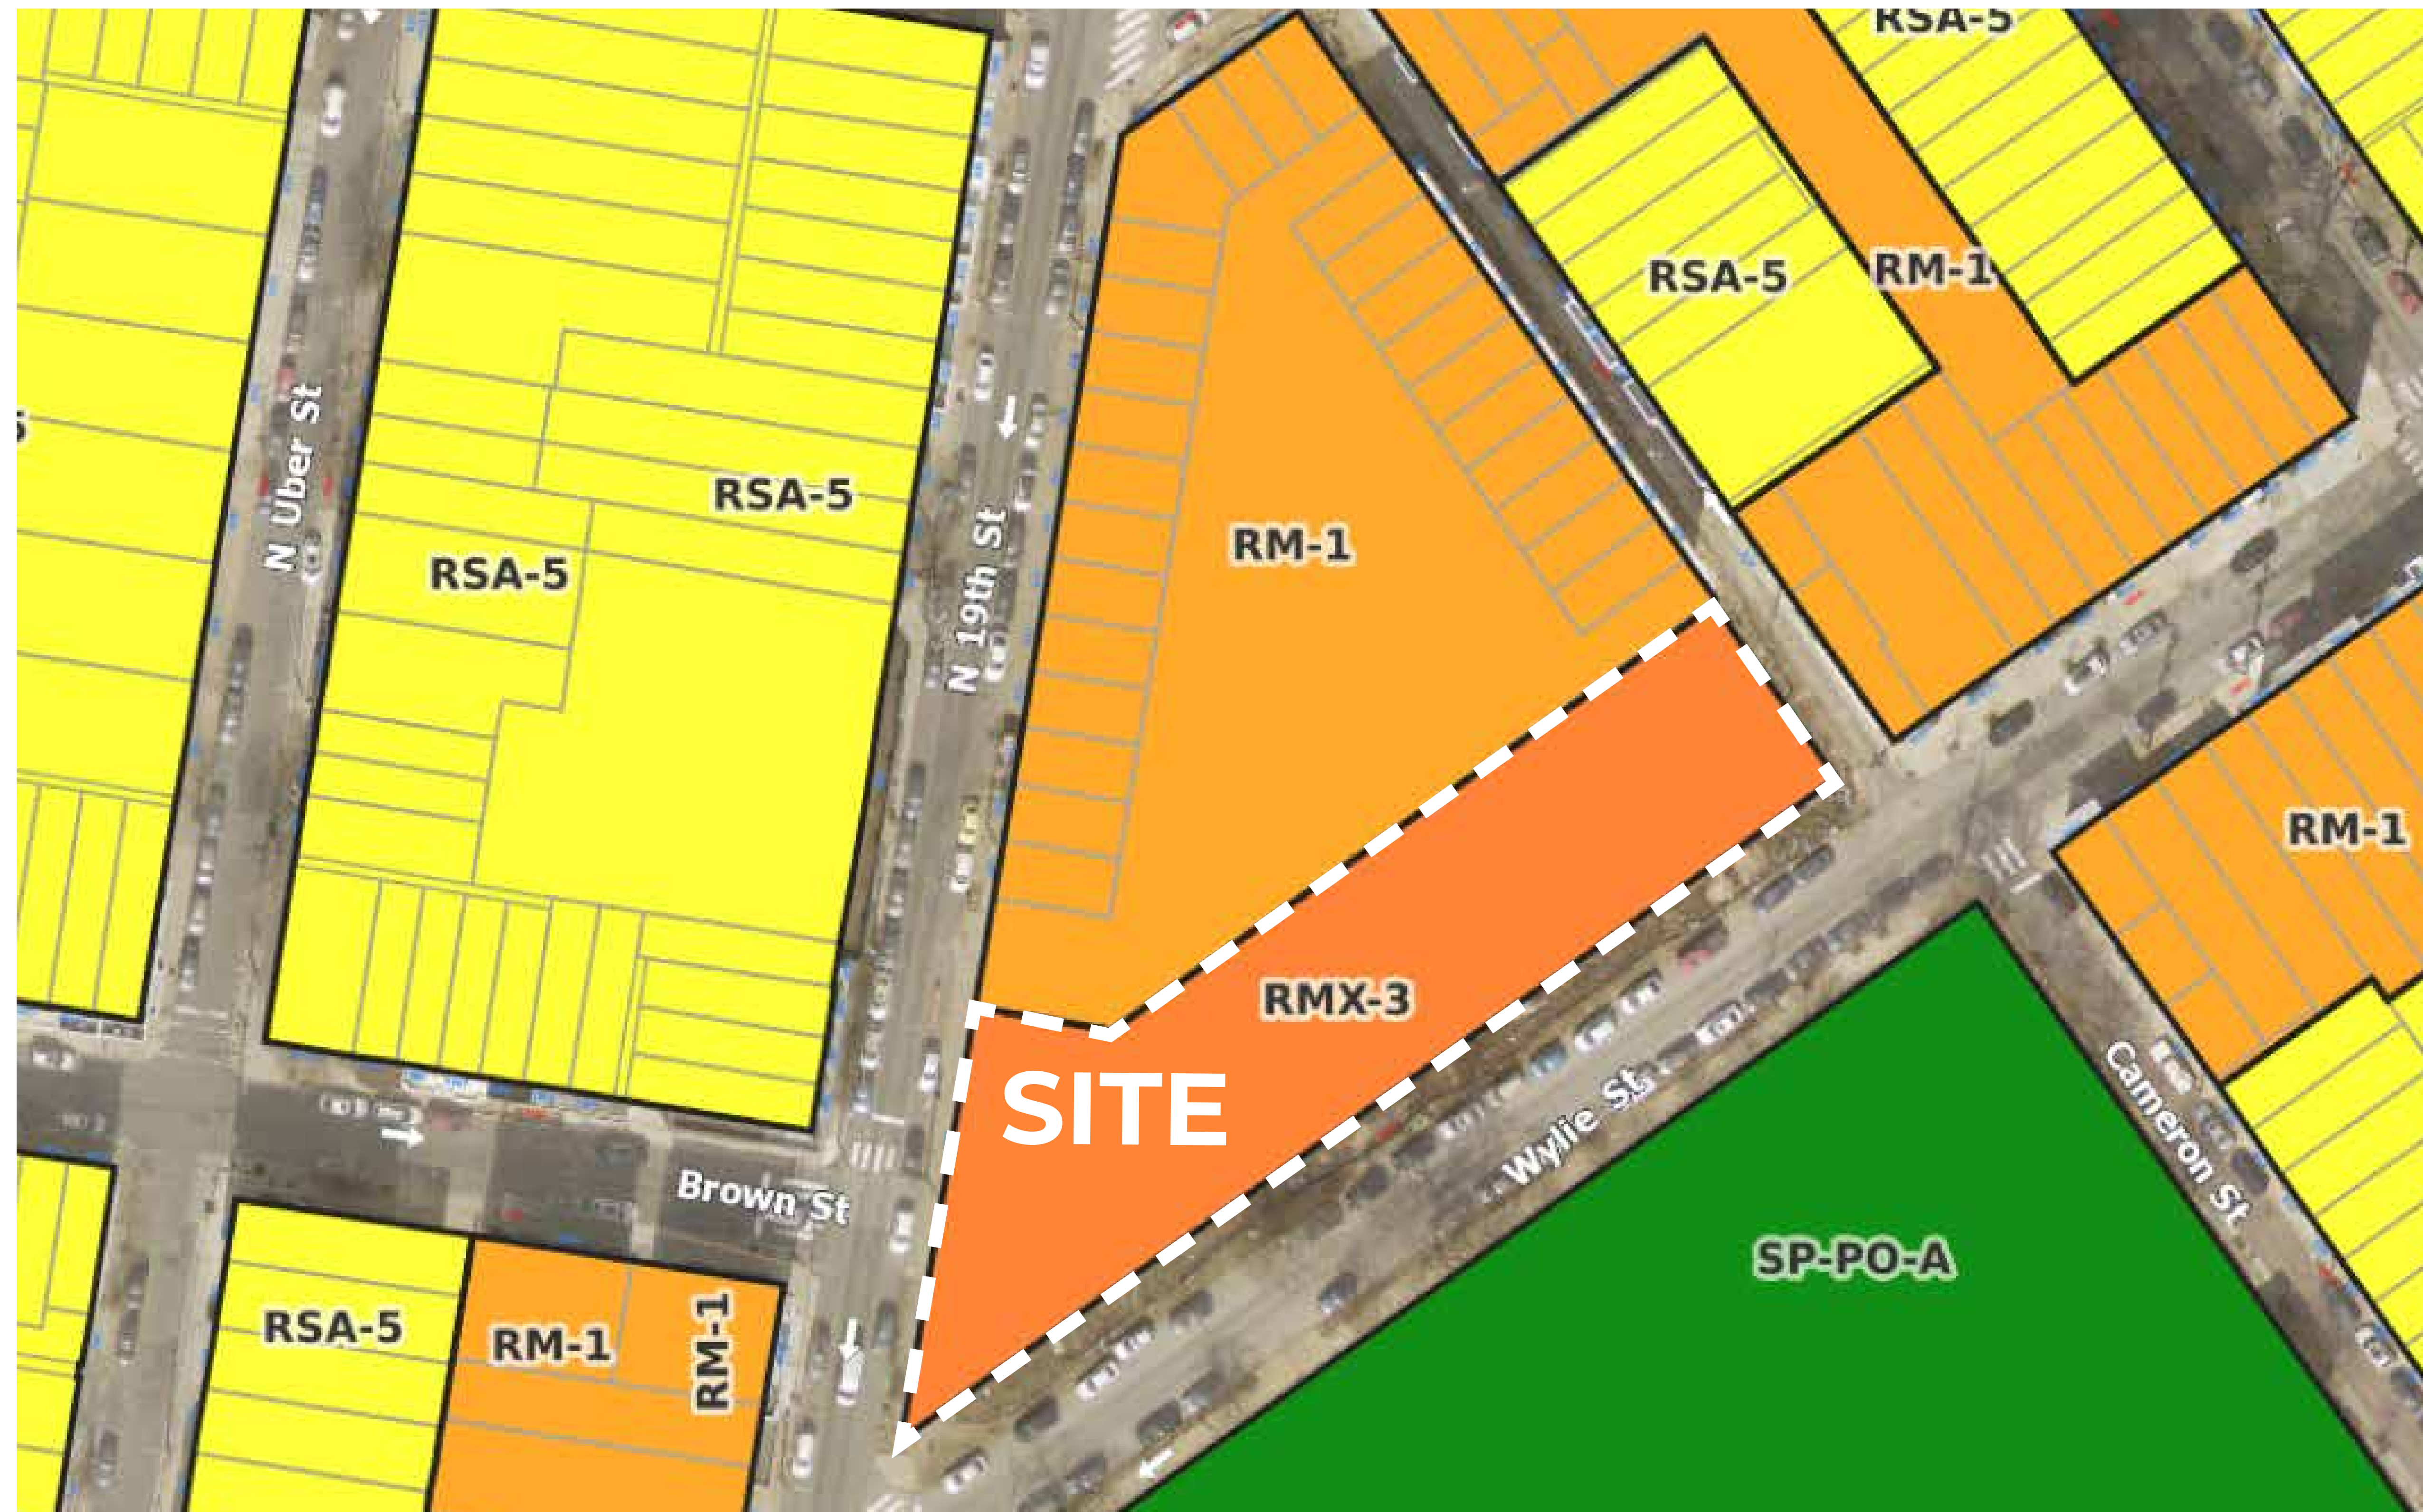 RSA-5
RSA-5
RM-1
5
N Uber St
RSA-5
N 19th St
RM-1
RSA-5
RM-1
RMX-3
SITE
Wylie St
Cameron St
Brown St
SP-PO-A
RSA-5
RM-1
RM-1